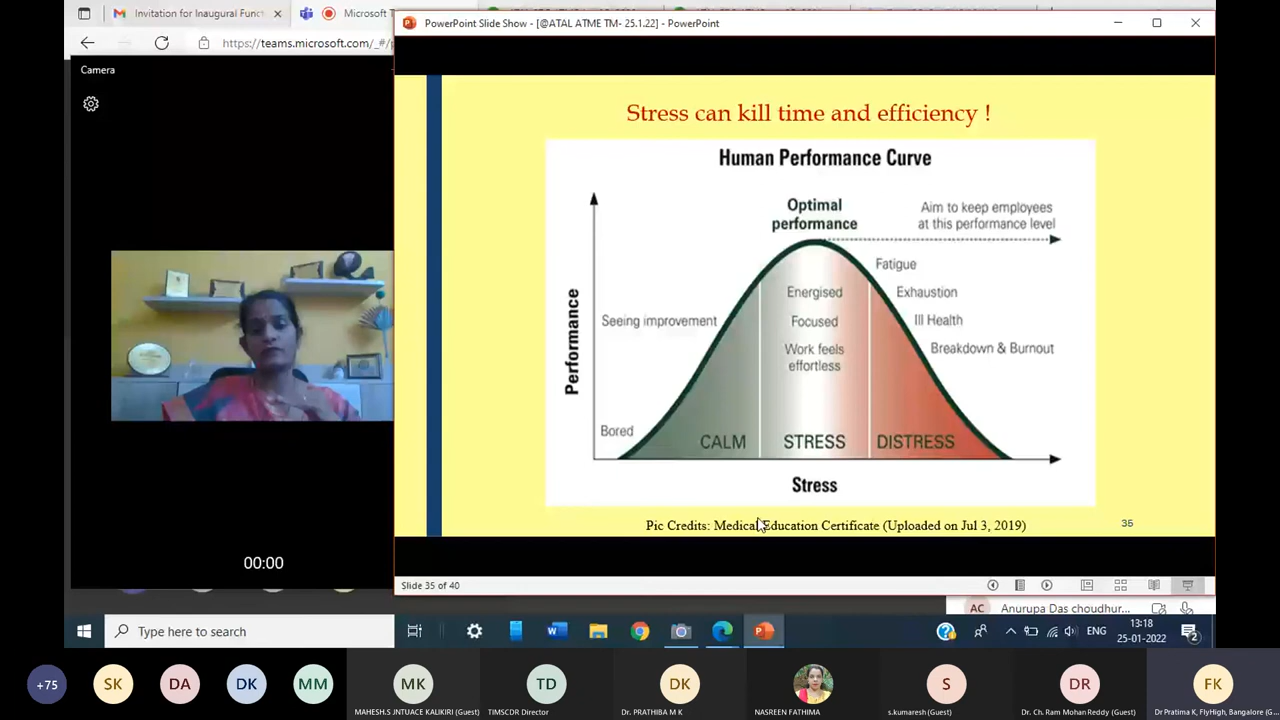 Invitation for Inaugural Funct
Microsoft T
PowerPoint Slide Show - [@ATAL ATME TM- 25.1.22] - PowerPoint
https://teams.microsoft.com/_#/p
Camera
Stress can kill time and efficiency !
Human Performance Curve
Optimal
performance
Aim to keep employees
at this performance level
Fatigue
Energised
Exhaustion
Seeing improvement
Focused
Ill Health
Work feels
effortless
Breakdown & Burnout
Performance
Bored
CALM
STRESS
DISTRESS
Stress
Pic Credits: Medical Education Certificate (Uploaded on Jul 3, 2019)
35
00:00
Slide 35 of 40
AC
Anurupa Das choudhur...
Type here to search
ENG
13:18
25-01-2022
2
+75
SK
DA
DK
MM
MK
TD
DK
S
DR
FK
MAHESH.S JNTUACE KALIKIRI (Guest)
TIMSCDR Director
Dr. PRATHIBA M K
NASREEN FATHIMA
s.kumaresh(Guest)
Dr. Ch. Ram Mohan Reddy (Guest)
Dr Pratima K, FlyHigh, Bangalore (G...